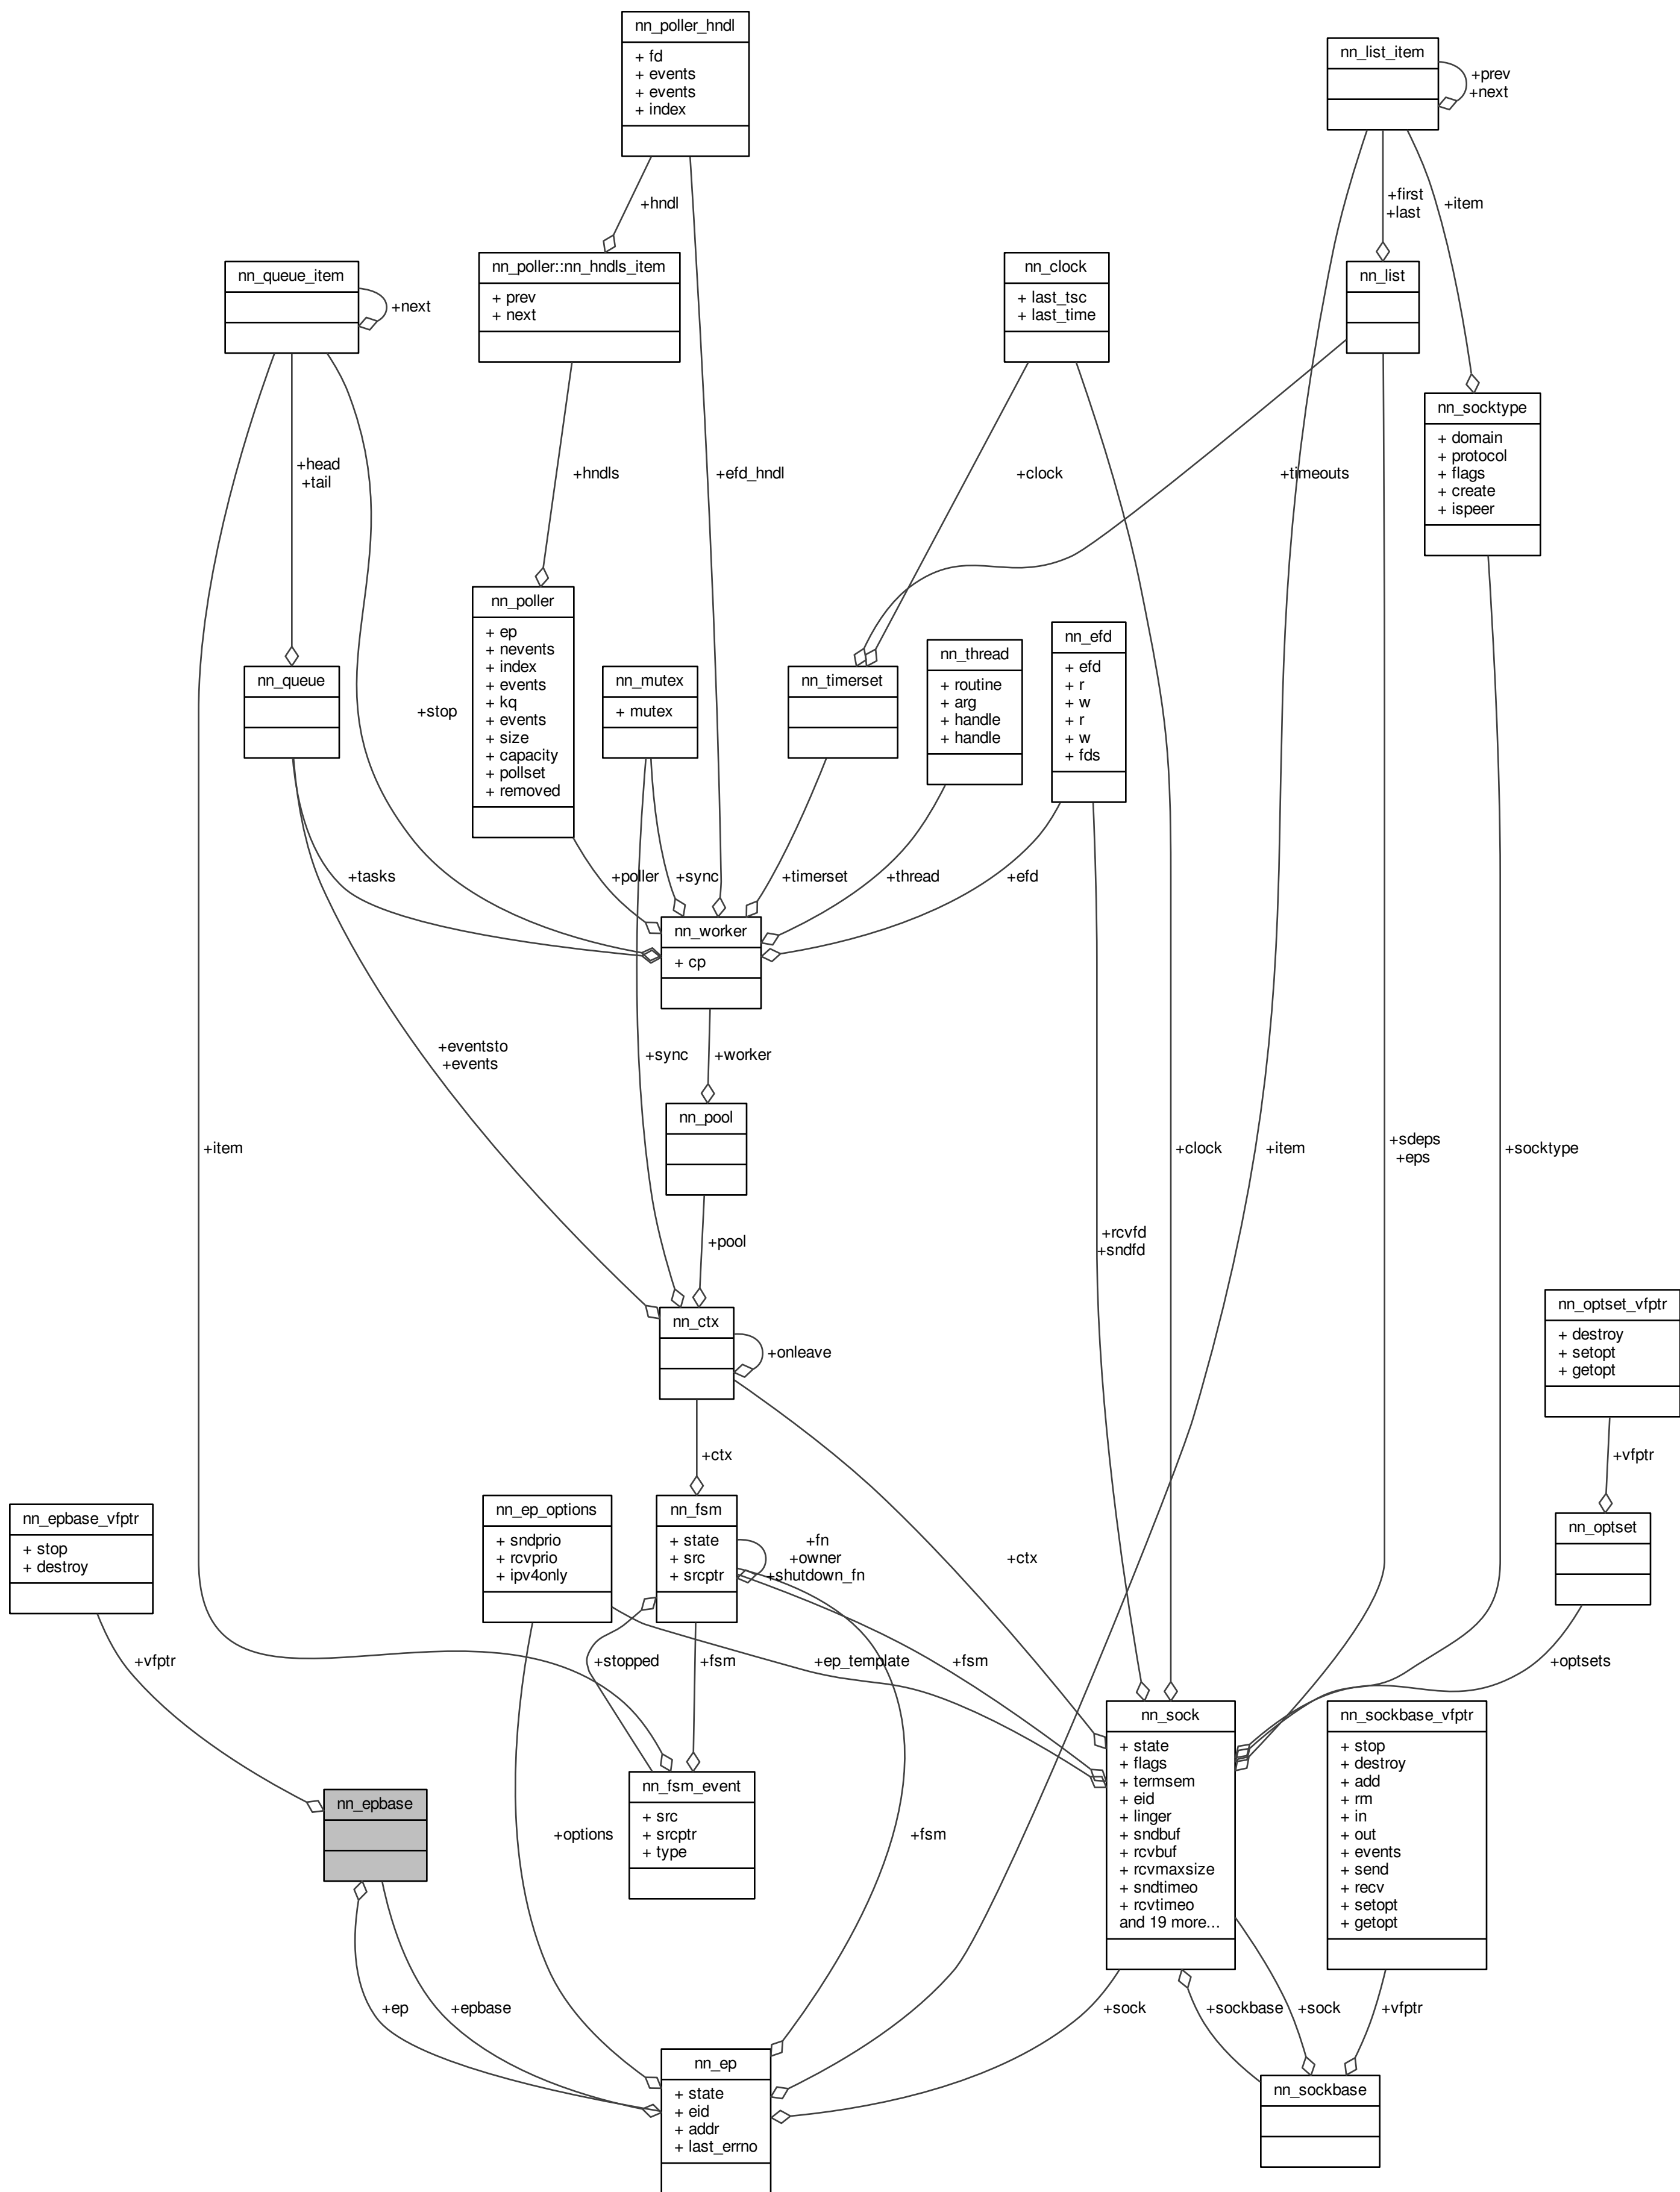 nn_poller_hndl
+ fd
+ events
+ events
+ index
nn_list_item
+prev
+next
+hndl
+first
+last
+item
nn_queue_item
+next
nn_poller::nn_hndls_item
+ prev
+ next
nn_clock
+ last_tsc
+ last_time
nn_list
nn_socktype
+ domain
+ protocol
+ flags
+ create
+ ispeer
+head
+tail
+hndls
+efd_hndl
+clock
+timeouts
nn_poller
+ ep
+ nevents
+ index
+ events
+ kq
+ events
+ size
+ capacity
+ pollset
+ removed
nn_queue
+stop
nn_mutex
+ mutex
nn_timerset
nn_thread
+ routine
+ arg
+ handle
+ handle
nn_efd
+ efd
+ r
+ w
+ r
+ w
+ fds
+tasks
+poller
+sync
+timerset
+thread
+efd
nn_worker
+ cp
+eventsto
+events
+sync
+worker
nn_pool
+item
+clock
+item
+sdeps
+eps
+socktype
+pool
+rcvfd
+sndfd
nn_ctx
+onleave
nn_optset_vfptr
+ destroy
+ setopt
+ getopt
+ctx
+vfptr
nn_epbase_vfptr
+ stop
+ destroy
nn_ep_options
+ sndprio
+ rcvprio
+ ipv4only
nn_fsm
+ state
+ src
+ srcptr
+fn
+owner
+shutdown_fn
+ctx
nn_optset
+vfptr
+stopped
+fsm
+ep_template
+fsm
+optsets
nn_epbase
+options
nn_fsm_event
+ src
+ srcptr
+ type
+fsm
nn_sock
+ state
+ flags
+ termsem
+ eid
+ linger
+ sndbuf
+ rcvbuf
+ rcvmaxsize
+ sndtimeo
+ rcvtimeo
and 19 more...
nn_sockbase_vfptr
+ stop
+ destroy
+ add
+ rm
+ in
+ out
+ events
+ send
+ recv
+ setopt
+ getopt
+ep
+epbase
+sock
+sockbase
+sock
+vfptr
nn_ep
+ state
+ eid
+ addr
+ last_errno
nn_sockbase